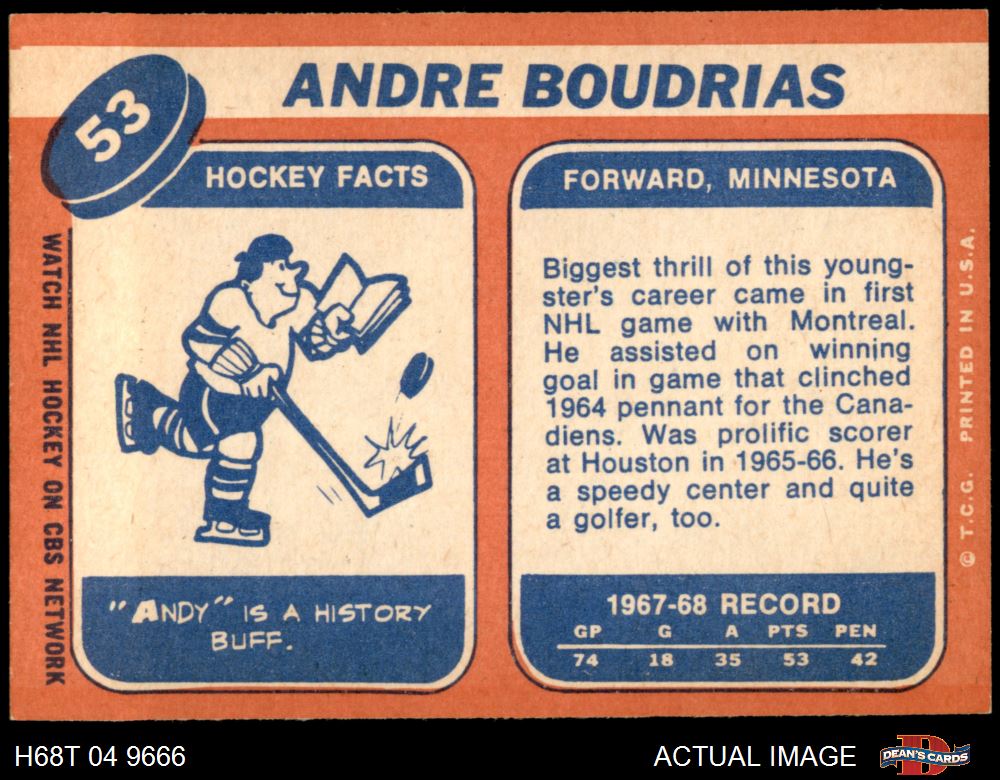 ANDRE BOUDRIAS
53
HOCKEY FACTS
"ANDY" IS A HISTORY
BUFF.
FORWARD, MINNESOTA
Biggest thrill of this young-
ster's career came in first
NHL game with Montreal.
He assisted on winning
goal in game that clinched
1964 pennant for the Cana-
diens. Was prolific scorer
at Houston in 1965-66. He's
a speedy center and quite
a golfer, too.
1967-68 RECORD
GP G A PTS PEN
74 18 35 53 42
WATCH NHL HOCKEY ON CBS NETWORK
© T.C.G. PRINTED IN U.S.A.
H68T 04 9666
ACTUAL IMAGE
DEAN'S CARDS